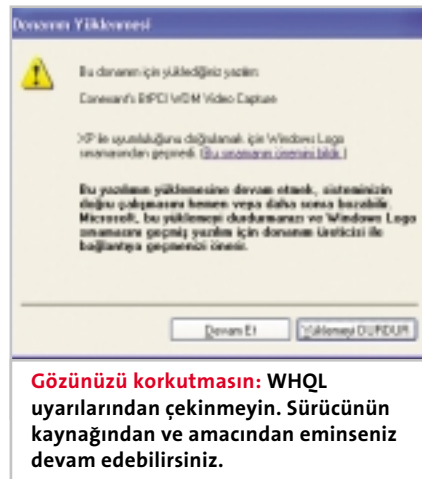 Donanım Yüklenmesi
Bu donanım için yüklediğiniz yazılım:
Conexant's BtPCI WDM Video Capture
XP ile uyumluluğunu doğrulamak için Windows Logo
sınamasından geçmedi. (Bu sınamanın önemini bildir.)
Bu yazılımın yüklenmesine devam etmek, sisteminizin
doğru çalışmasını hemen veya daha sonra bozabilir.
Microsoft, bu yüklemeyi durdurmanızı ve Windows Logo
sınamasını geçmiş yazılım için donanım üreticisi ile
bağlantıya geçmenizi önerir.
Devam Et
Yüklemeyi DURDUR
Gözünüzü korkutmasın: WHQL
uyarılarından çekinmeyin. Sürücünün
kaynağından ve amacından eminseniz
devam edebilirsiniz.